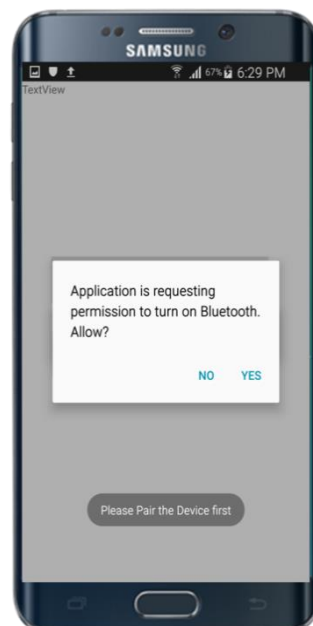 SAMSUNG
67% 6:29 PM
TextView
Application is requesting
permission to turn on Bluetooth.
Allow?
NO YES
Please Pair the Device first